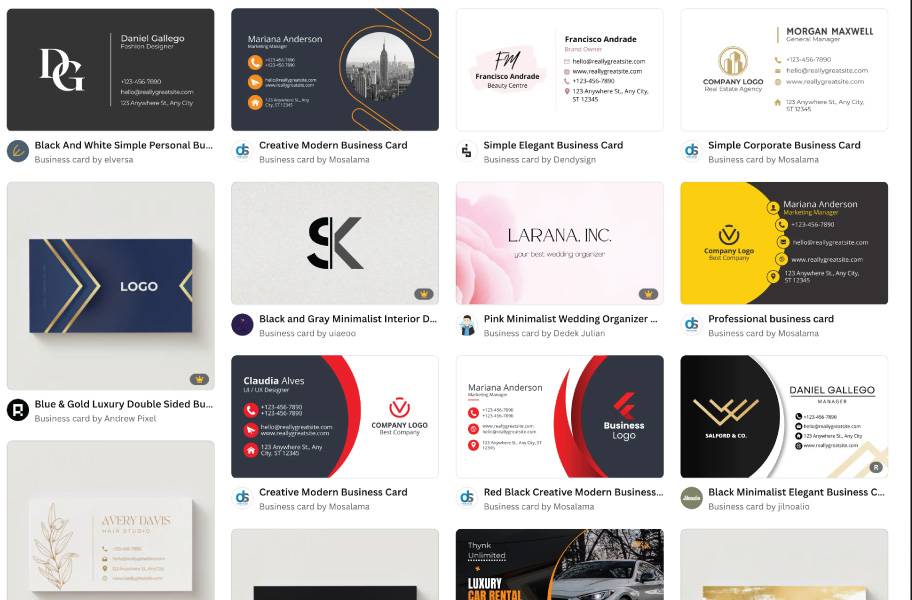 DG
Daniel Gallego
Fashion Designer
+123-456-7890
hello@reallygreatsite.com
123 Anywhere St., Any City
Black And White Simple Personal Bu...
Business card by elversa
Mariana Anderson
Marketing Manager
+123-456-7890
+123-456-7890
hello@reallygreatsite.com
www.reallygreatsite.com
123 Anywhere St., Any City,
ST 12345
ds
Creative Modern Business Card
Business card by Mosalama
FM
Francisco Andrade
Beauty Centre
Francisco Andrade
Brand Owner
hello@reallygreatsite.com
www.reallygreatsite.com
+123-456-7890
123 Anywhere St., Any City,
ST 12345
Simple Elegant Business Card
Business card by Dendysign
COMPANY LOGO
Real Estate Agency
MORGAN MAXWELL
General Manager
+123-456-7890
hello@reallygreatsite.com
www.reallygreatsite.com
123 Anywhere St., Any City,
ST 12345
ds
Simple Corporate Business Card
Business card by Mosalama
LOGO
R
Blue & Gold Luxury Double Sided Bu...
Business card by Andrew Pixel
SK
Black and Gray Minimalist Interior D...
Business card by uiaeoo
LARANA, INC.
your best wedding organizer
Pink Minimalist Wedding Organizer ...
Business card by Dedek Julian
Company Logo
Best Company
Mariana Anderson
Marketing Manager
+123-456-7890
hello@reallygreatsite.com
www.reallygreatsite.com
123 Anywhere St., Any City,
ST 12345
ds
Professional business card
Business card by Mosalama
Claudia Alves
UI / UX Designer
+123-456-7890
+123-456-7890
hello@reallygreatsite.com
www.reallygreatsite.com
123 Anywhere St., Any
City, ST 12345
COMPANY LOGO
Best Company
ds
Creative Modern Business Card
Business card by Mosalama
Mariana Anderson
Marketing Manager
+123-456-7890
+123-456-7890
www.reallygreatsite.com
hello@reallygreatsite.com
123 Anywhere St., Any City, ST
12345
Business
Logo
ds
Red Black Creative Modern Business...
Business card by Mosalama
SALFORD & CO.
DANIEL GALLEGO
MANAGER
+123-456-7890
hello@reallygreatsite.com
123 Anywhere St., Any City
www.reallygreatsite.com
R
Jilnoalio
Black Minimalist Elegant Business C...
Business card by jilnoalio
AVERY DAVIS
HAIR STUDIO
+123-456-7890
hello@reallygreatsite.com
123 Anywhere St., Any City
www.reallygreatsite.com
Thynk
Unlimited
LUXURY
CAR RENTAL